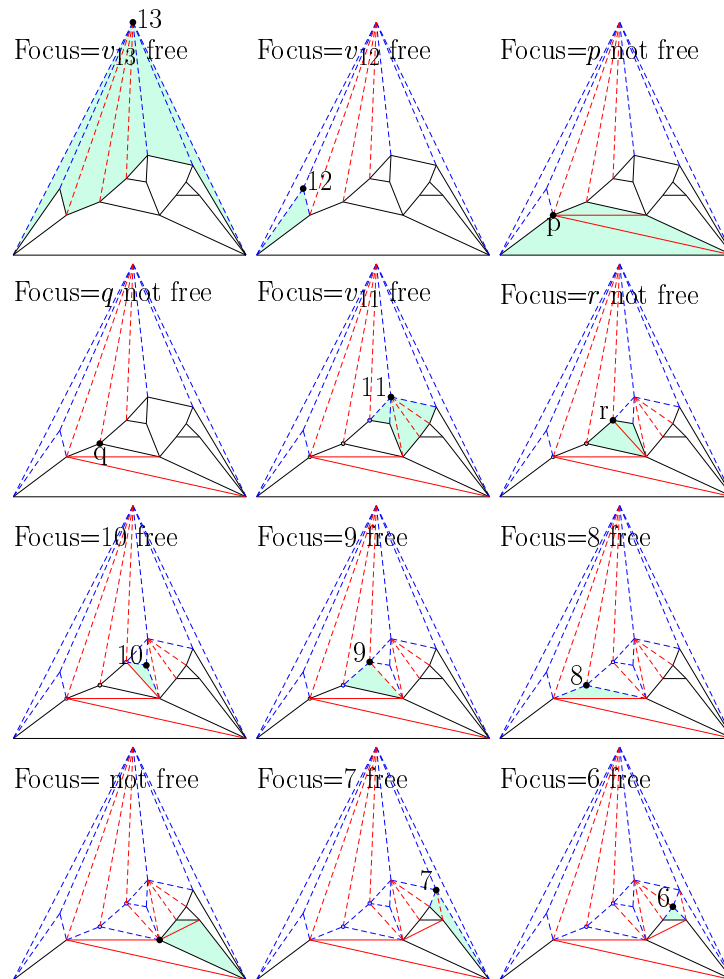 13
Focus=v13 free
Focus=v12 free
Focus=p not free
12
p
Focus=q not free
Focus=v11 free
Focus=r not free
11
r
q
Focus=10 free
Focus=9 free
Focus=8 free
10
9
8
Focus= not free
Focus=7 free
Focus=6 free
7
6